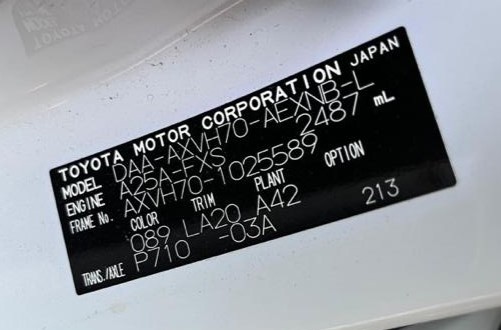 TOYOTA MOTOR CORPORATION JAPAN
MODEL DAA-AXVH70-AEXNB-L
ENGINE A25A-FXS 2487 mL
FRAME No. AXVH70-1025589
COLOR TRIM PLANT OPTION
089 LA20 A42
TRANS./AXLE P710 -03A 213